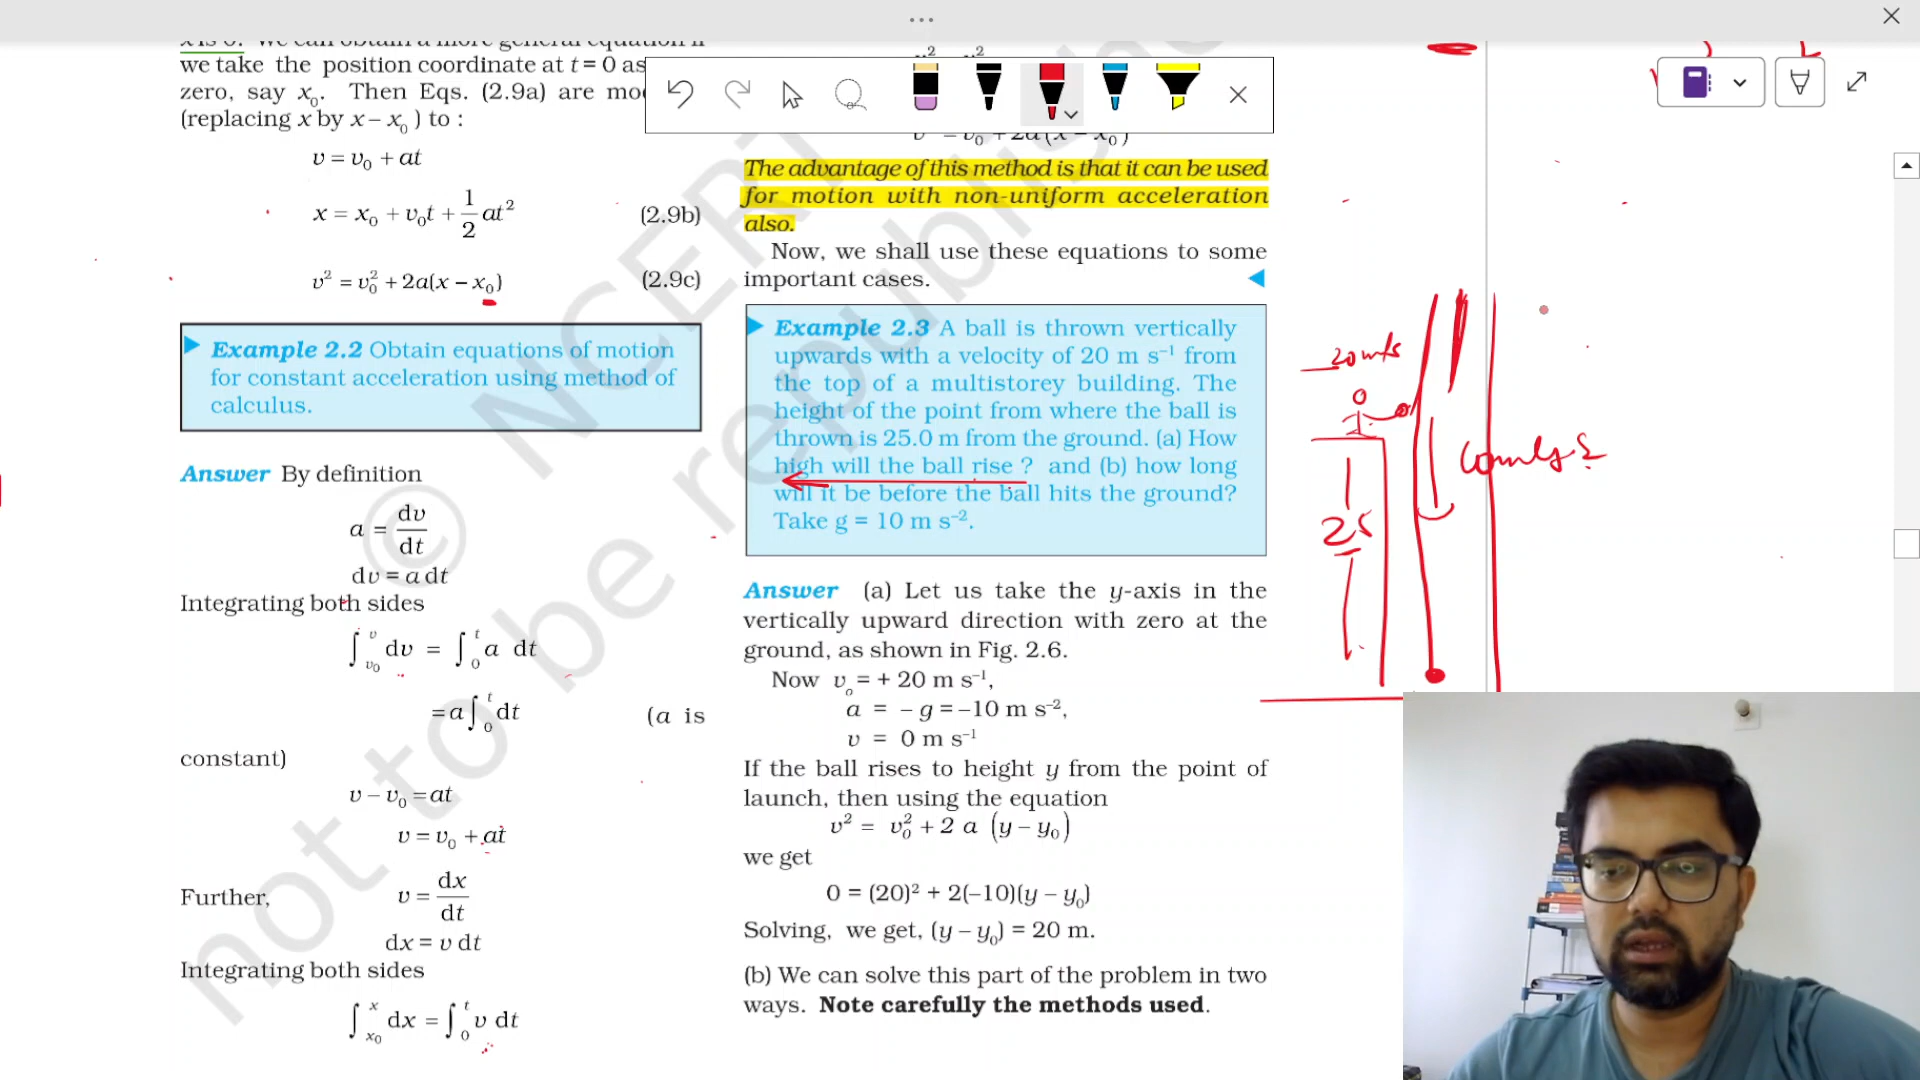 we take the position coordinate at t = 0 as
zero, say x₀. Then Eqs. (2.9a) are
(replacing x by x – x₀ ) to :
v = v₀ + at
x = x₀ + v₀t + 1/2 at² (2.9b)
v² = v₀² + 2a(x – x₀) (2.9c)
Example 2.2 Obtain equations of motion
for constant acceleration using method of
calculus.
Answer By definition
a = dv/dt
dv = a dt
Integrating both sides
∫_{v₀}^{v} dv = ∫_{0}^{t} a dt
= a ∫_{0}^{t} dt (a is
constant)
v – v₀ = at
v = v₀ + at
Further, v = dx/dt
dx = v dt
Integrating both sides
∫_{x₀}^{x} dx = ∫_{0}^{t} v dt
The advantage of this method is that it can be used
for motion with non-uniform acceleration
also.
Now, we shall use these equations to some
important cases.
Example 2.3 A ball is thrown vertically
upwards with a velocity of 20 m s⁻¹ from
the top of a multistorey building. The
height of the point from where the ball is
thrown is 25.0 m from the ground. (a) How
high will the ball rise ? and (b) how long
will it be before the ball hits the ground?
Take g = 10 m s⁻².
Answer (a) Let us take the y-axis in the
vertically upward direction with zero at the
ground, as shown in Fig. 2.6.
Now v₀ = + 20 m s⁻¹,
a = – g = –10 m s⁻²,
v = 0 m s⁻¹
If the ball rises to height y from the point of
launch, then using the equation
v² = v₀² + 2 a (y – y₀)
we get
0 = (20)² + 2(–10)(y – y₀)
Solving, we get, (y – y₀) = 20 m.
(b) We can solve this part of the problem in two
ways. Note carefully the methods used.
20 m/s
25
© NCERT
not to be republished